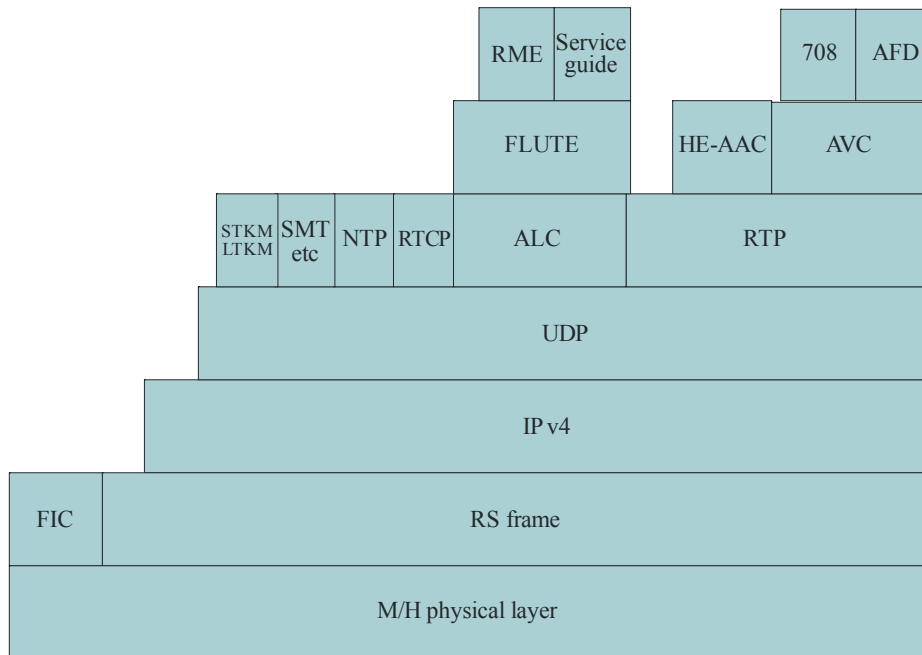 RME
Service
guide
708
AFD
FLUTE
HE-AAC
AVC
STKM
LTKM
SMT
etc
NTP
RTCP
ALC
RTP
UDP
IP v4
FIC
RS frame
M/H physical layer